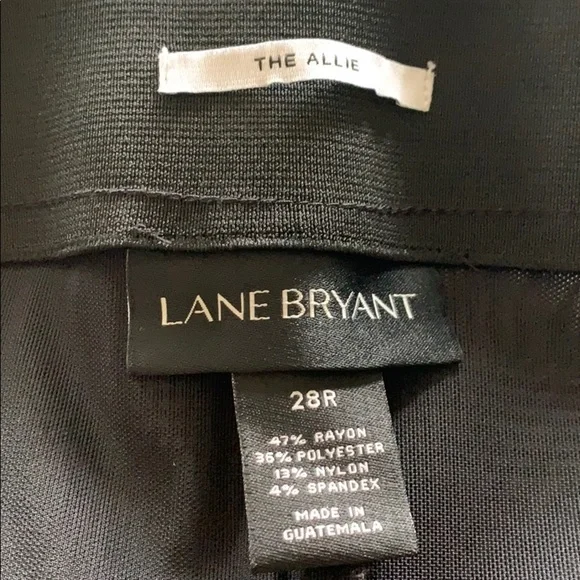 THE ALLIE
LANE BRYANT
28R
47% RAYON
36% POLYESTER
13% NYLON
4% SPANDEX
MADE IN
GUATEMALA